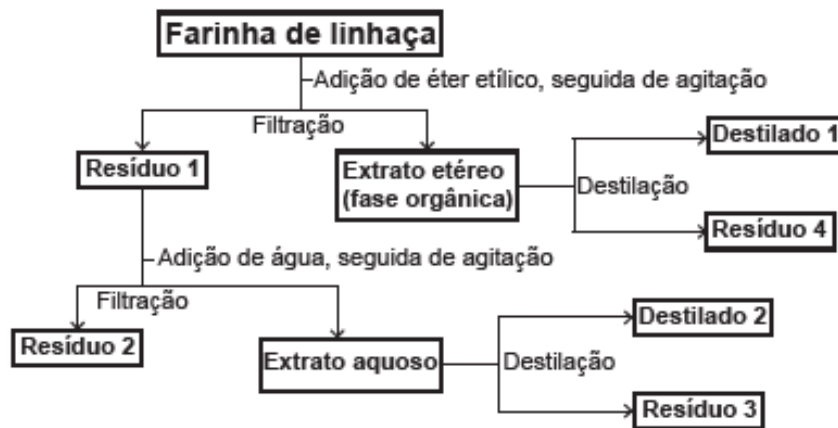 Farinha de linhaça
Adição de éter etílico, seguida de agitação
Filtração
Resíduo 1
Extrato etéreo
(fase orgânica)
Destilação
Destilado 1
Resíduo 4
Adição de água, seguida de agitação
Filtração
Resíduo 2
Extrato aquoso
Destilação
Destilado 2
Resíduo 3